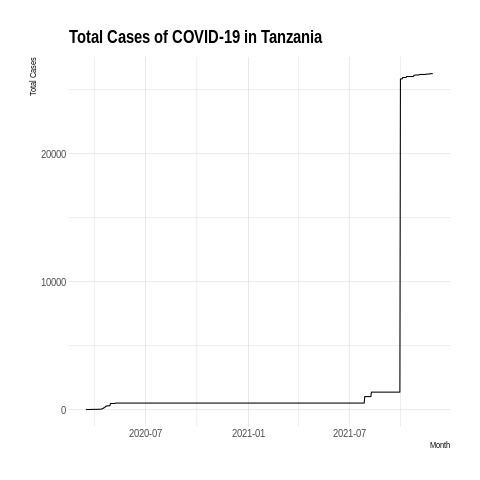 Total Cases of COVID-19 in Tanzania
Total Cases
20000
10000
0
2020-07
2021-01
2021-07
Month